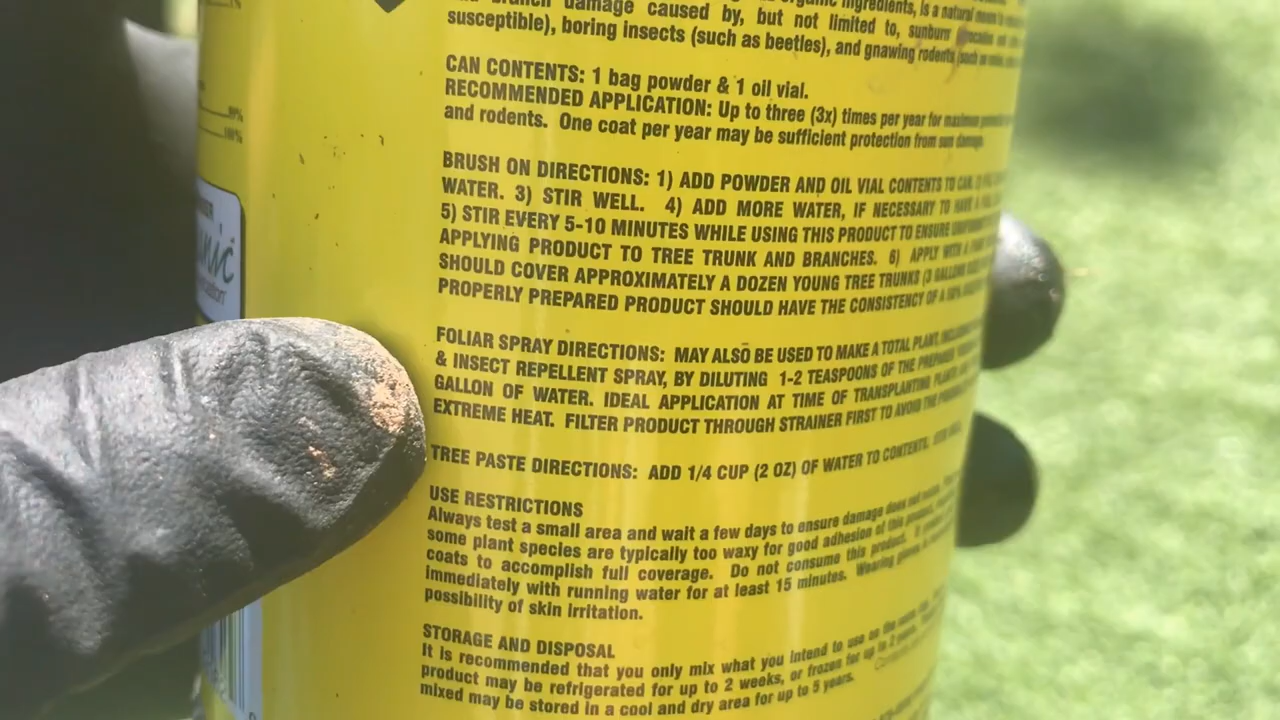 damage caused by, but not limited to, sunburn
susceptible), boring insects (such as beetles), and gnawing rodents (such as
CAN CONTENTS: 1 bag powder & 1 oil vial.
RECOMMENDED APPLICATION: Up to three (3x) times per year for maximum
and rodents. One coat per year may be sufficient protection from sun damage.
BRUSH ON DIRECTIONS: 1) ADD POWDER AND OIL VIAL CONTENTS TO CAN.
WATER. 3) STIR WELL. 4) ADD MORE WATER, IF NECESSARY TO
5) STIR EVERY 5-10 MINUTES WHILE USING THIS PRODUCT TO ENSURE
APPLYING PRODUCT TO TREE TRUNK AND BRANCHES. 6) APPLY WITH A
SHOULD COVER APPROXIMATELY A DOZEN YOUNG TREE TRUNKS (3 GALLON
PROPERLY PREPARED PRODUCT SHOULD HAVE THE CONSISTENCY OF A
FOLIAR SPRAY DIRECTIONS: MAY ALSO BE USED TO MAKE A TOTAL PLANT,
& INSECT REPELLENT SPRAY, BY DILUTING 1-2 TEASPOONS OF THE PREPARED
GALLON OF WATER. IDEAL APPLICATION AT TIME OF TRANSPLANTING
EXTREME HEAT. FILTER PRODUCT THROUGH STRAINER FIRST TO AVOID THE
TREE PASTE DIRECTIONS: ADD 1/4 CUP (2 OZ) OF WATER TO CONTENTS.
USE RESTRICTIONS
Always test a small area and wait a few days to ensure damage does not
some plant species are typically too waxy for good adhesion of this product.
coats to accomplish full coverage. Do not consume this product. If
immediately with running water for at least 15 minutes. Wearing gloves
possibility of skin irritation.
STORAGE AND DISPOSAL
It is recommended that you only mix what you intend to use on the same
product may be refrigerated for up to 2 weeks, or frozen for up to 2 years.
mixed may be stored in a cool and dry area for up to 5 years.